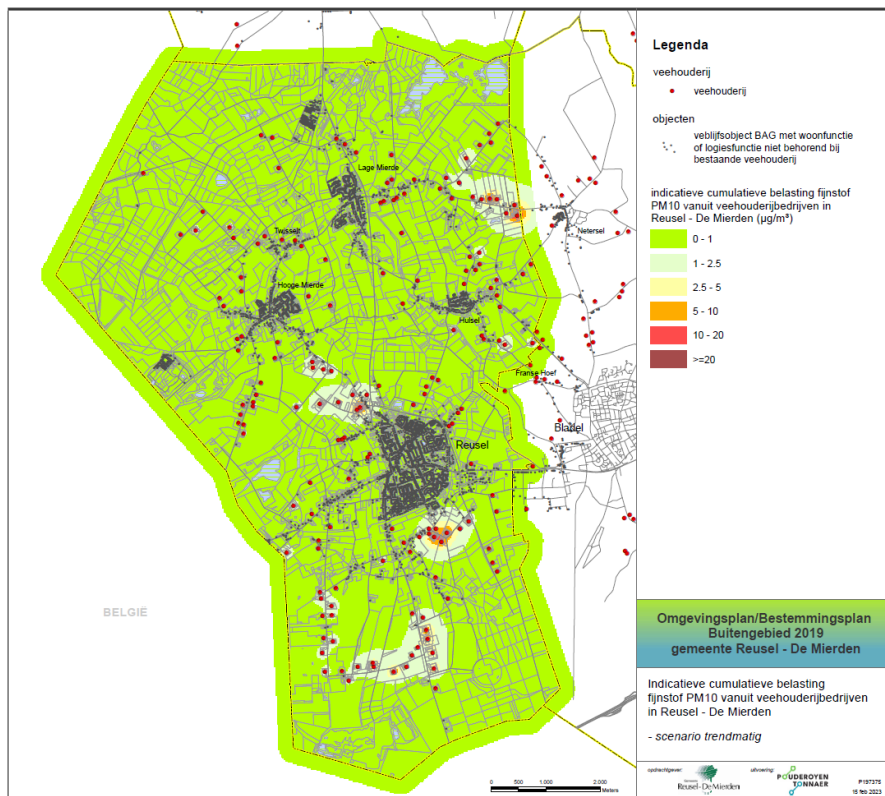 Lage Mierde
Netersel
Twisselt
Hooge Mierde
Hulsel
Franse Hoef
Bladel
Reusel
BELGIË
0 500 1.000 2.000
Meters
Legenda
veehouderij
veehouderij
objecten
veblijfsobject BAG met woonfunctie
of logiesfunctie niet behorend bij
bestaande veehouderij
indicatieve cumulatieve belasting fijnstof
PM10 vanuit veehouderijbedrijven in
Reusel - De Mierden (µg/m³)
0 - 1
1 - 2.5
2.5 - 5
5 - 10
10 - 20
>=20
Omgevingsplan/Bestemmingsplan
Buitengebied 2019
gemeente Reusel - De Mierden
Indicatieve cumulatieve belasting
fijnstof PM10 vanuit veehouderijbedrijven
in Reusel - De Mierden
- scenario trendmatig
opdrachtgever:
Reusel-De Mierden
uitvoering:
POUDEROYEN
TONNAER
P197375
15 feb 2023